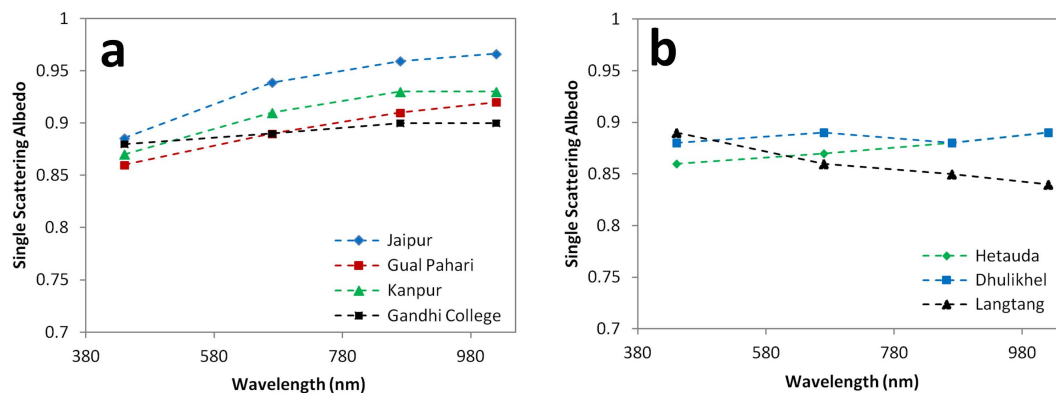 a
Single Scattering Albedo
1
0.95
0.9
0.85
0.8
0.75
0.7
380
580
780
980
Wavelength (nm)
Jaipur
Gual Pahari
Kanpur
Gandhi College
b
Single Scattering Albedo
1
0.95
0.9
0.85
0.8
0.75
0.7
380
580
780
980
Wavelength (nm)
Hetauda
Dhulikhel
Langtang